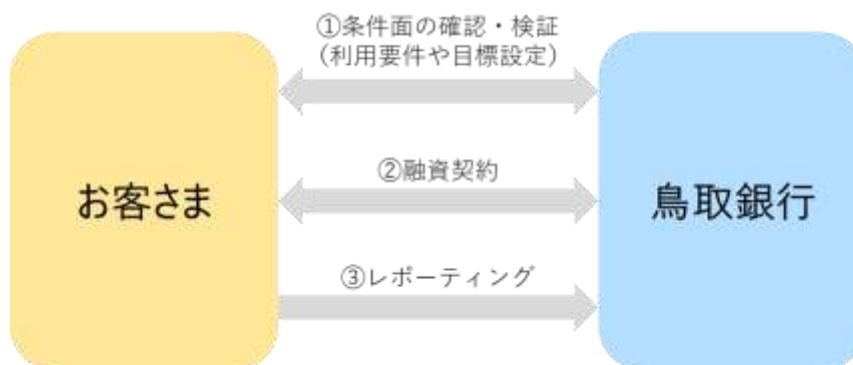 ①条件面の確認・検証
（利用要件や目標設定）
お客さま
②融資契約
鳥取銀行
③レポーティング